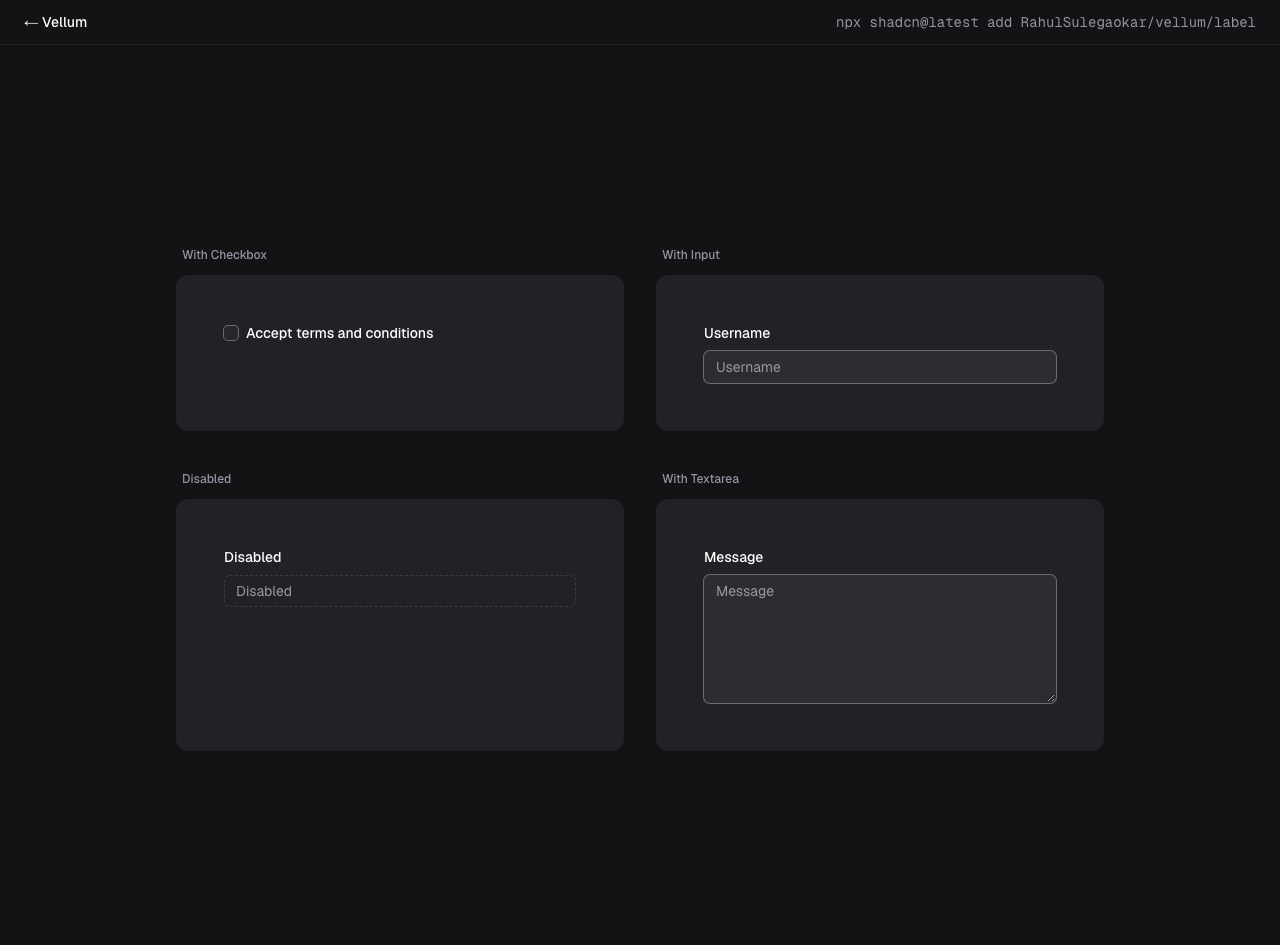 ← Vellum
npx shadcn@latest add RahulSulegaokar/vellum/label
With Checkbox
Accept terms and conditions
With Input
Username
Username
Disabled
Disabled
Disabled
With Textarea
Message
Message